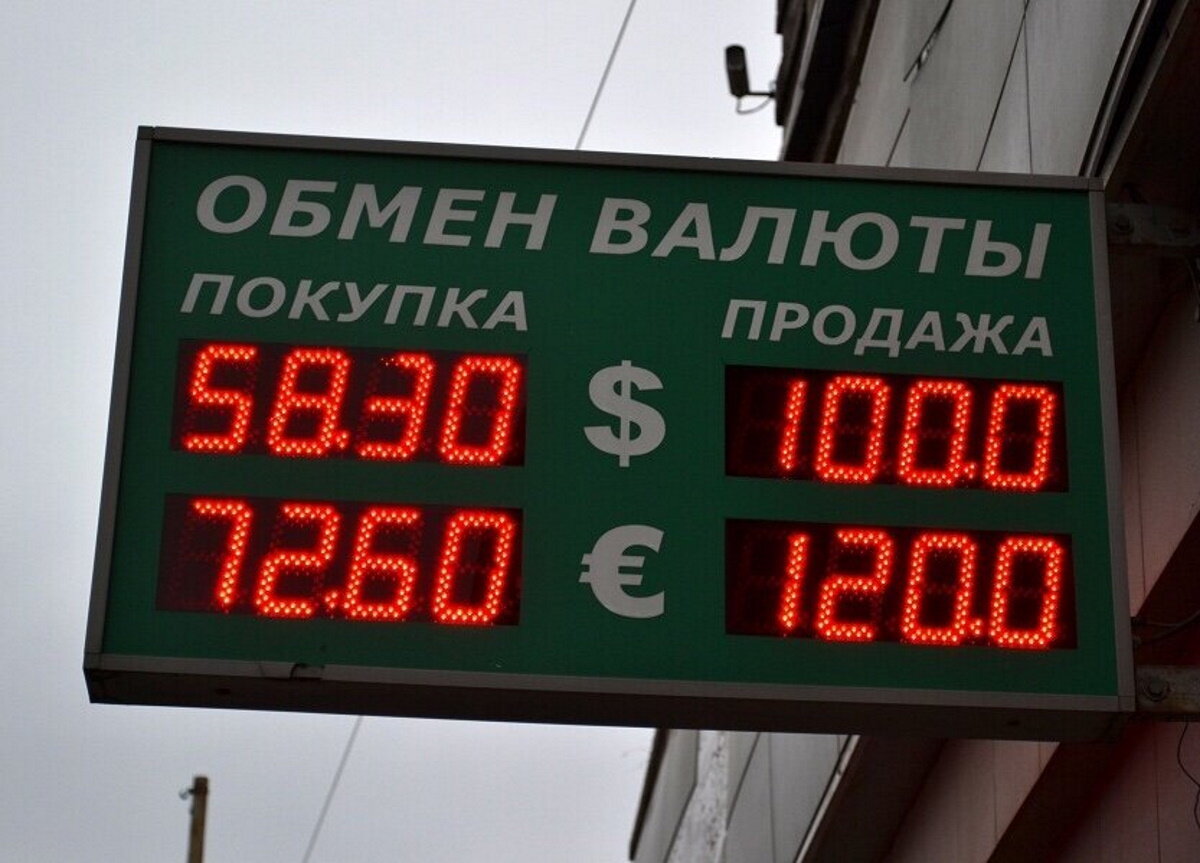 ОБМЕН ВАЛЮТЫ
ПОКУПКА ПРОДАЖА
58.30 $ 100.0
72.60 € 120.0